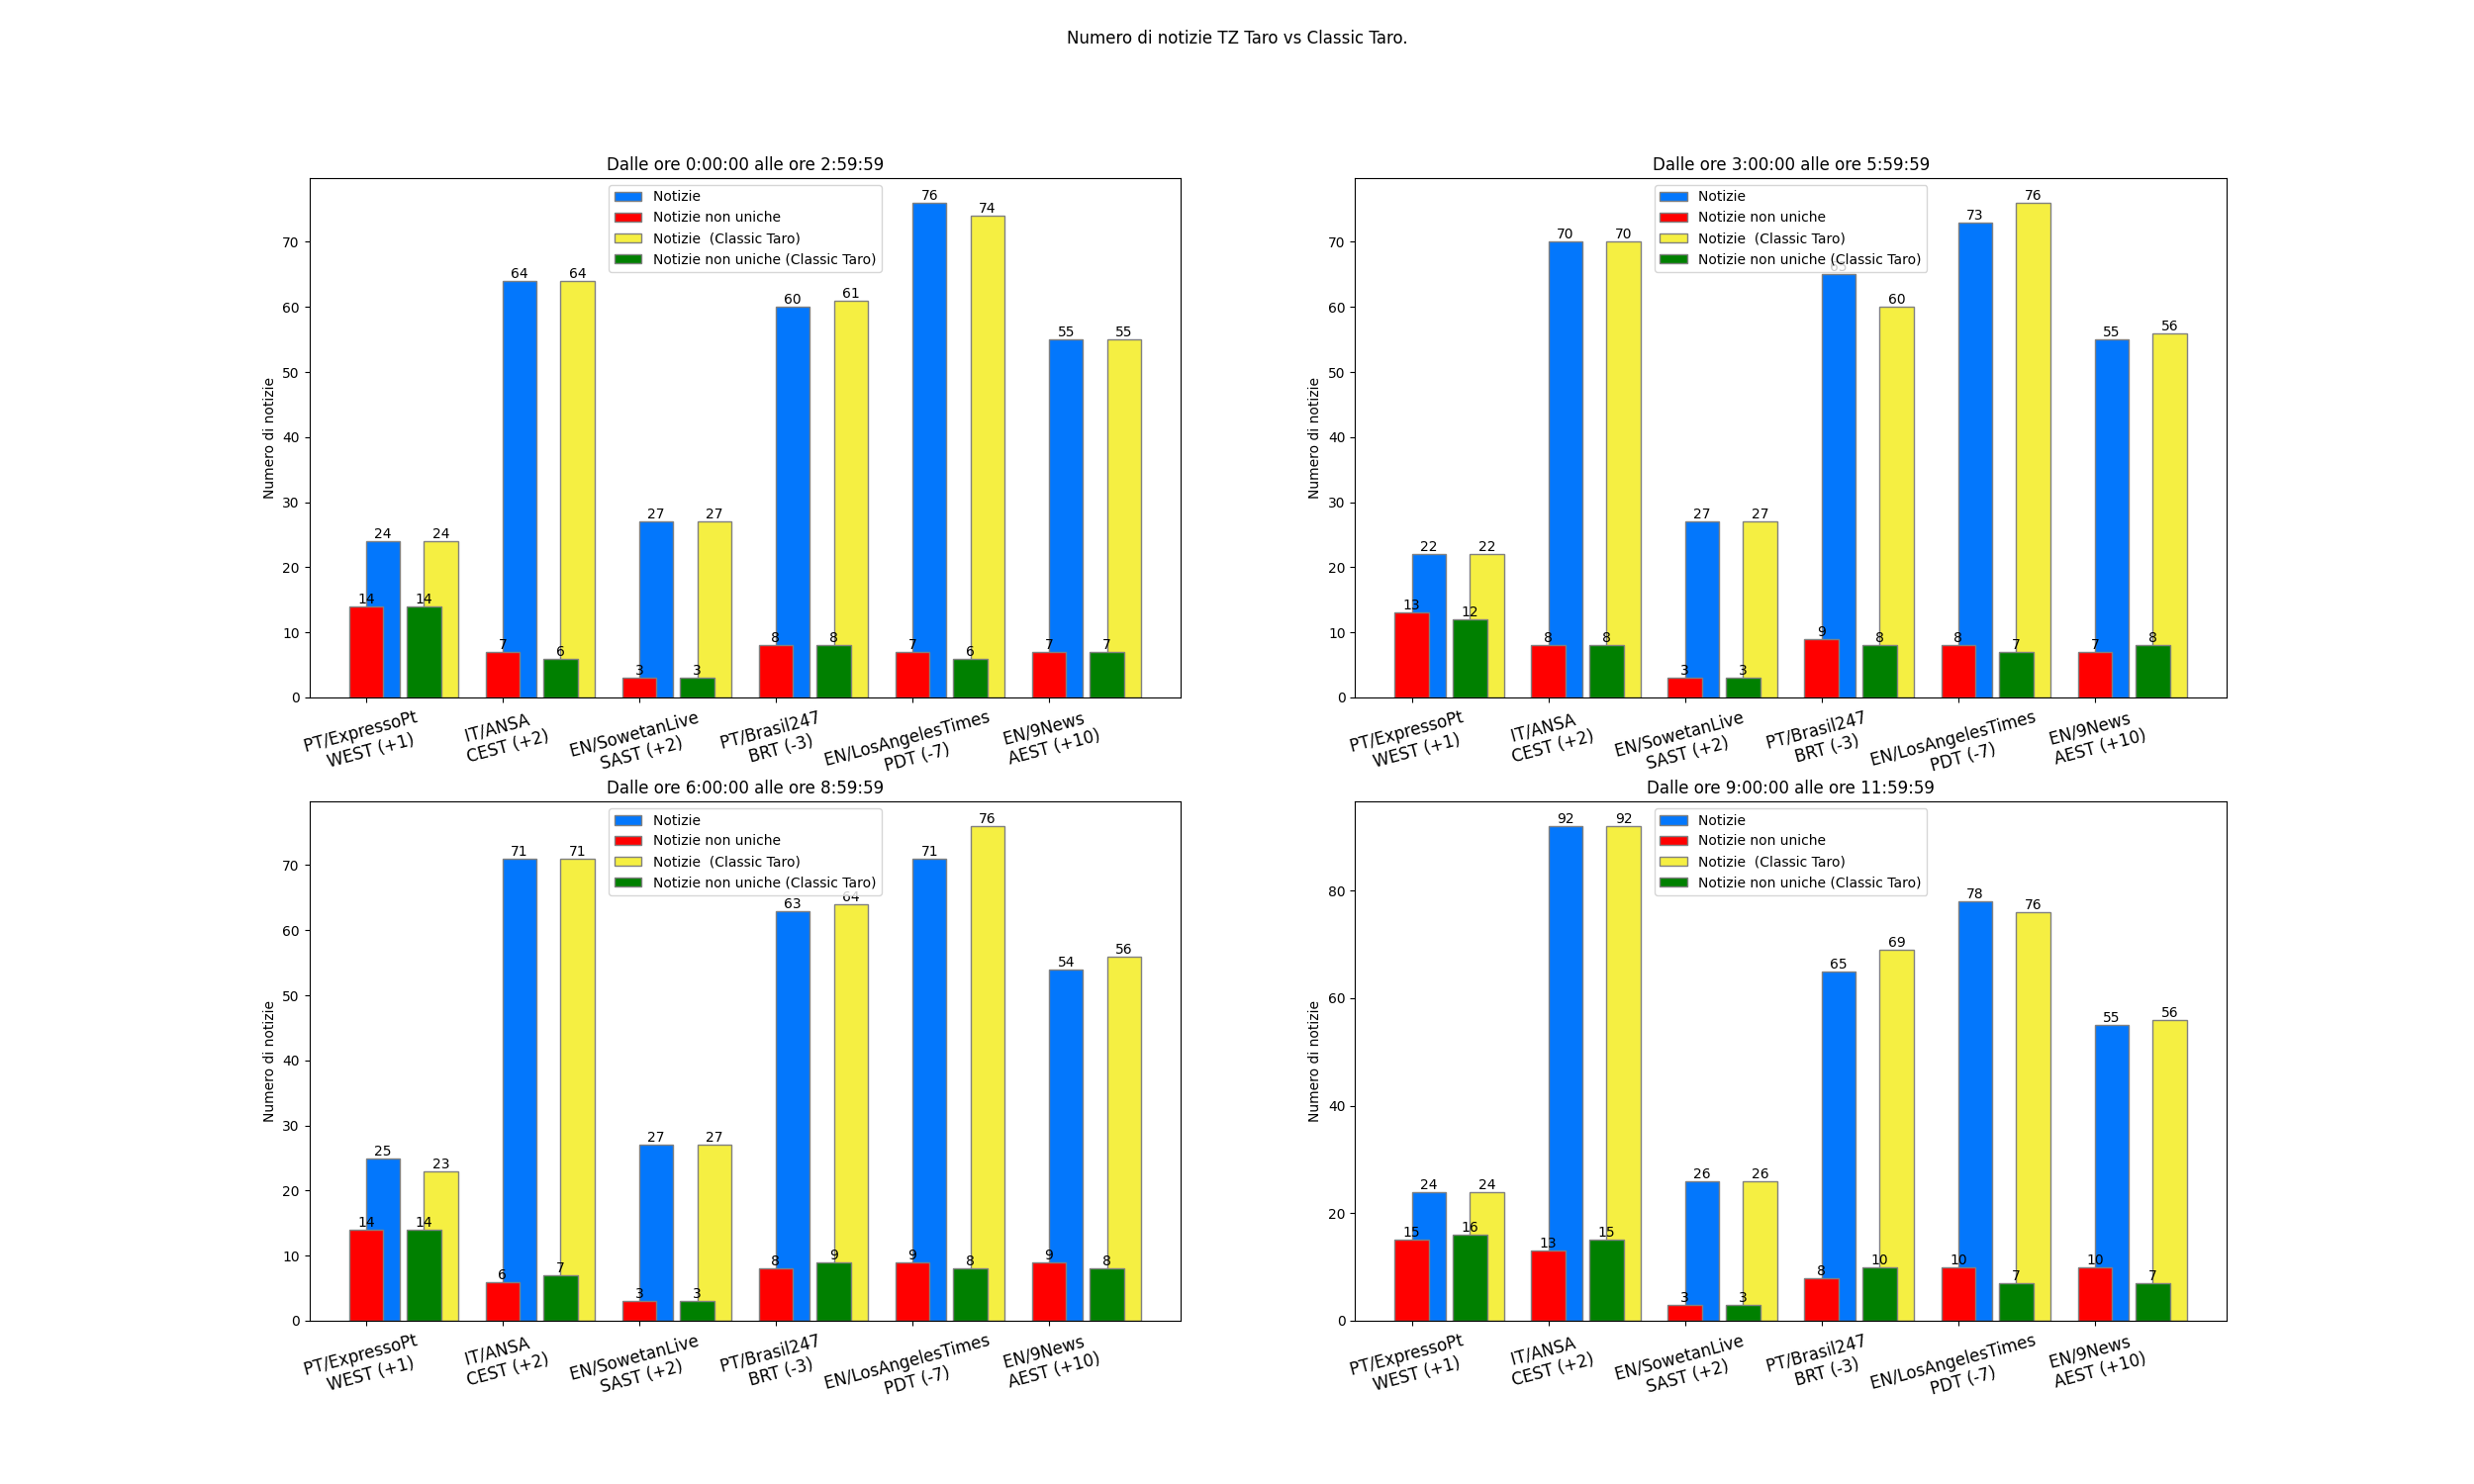 Numero di notizie TZ Taro vs Classic Taro.
Dalle ore 0:00:00 alle ore 2:59:59
Notizie
Notizie non uniche
Notizie (Classic Taro)
Notizie non uniche (Classic Taro)
Numero di notizie
70
60
50
40
30
20
10
0
24 24 64 64 27 27 60 61 76 74 55 55
14 14 7 6 3 3 8 8 7 6 7 7
PT/ExpressoPt
WEST (+1)
IT/ANSA
CEST (+2)
EN/SowetanLive
SAST (+2)
PT/Brasil247
BRT (-3)
EN/LosAngelesTimes
PDT (-7)
EN/9News
AEST (+10)
Dalle ore 3:00:00 alle ore 5:59:59
Notizie
Notizie non uniche
Notizie (Classic Taro)
Notizie non uniche (Classic Taro)
Numero di notizie
70
60
50
40
30
20
10
0
22 22 70 70 27 27 65 60 73 76 55 56
13 12 8 8 3 3 9 8 8 7 7 8
PT/ExpressoPt
WEST (+1)
IT/ANSA
CEST (+2)
EN/SowetanLive
SAST (+2)
PT/Brasil247
BRT (-3)
EN/LosAngelesTimes
PDT (-7)
EN/9News
AEST (+10)
Dalle ore 6:00:00 alle ore 8:59:59
Notizie
Notizie non uniche
Notizie (Classic Taro)
Notizie non uniche (Classic Taro)
Numero di notizie
70
60
50
40
30
20
10
0
25 23 71 71 27 27 63 64 71 76 54 56
14 14 6 7 3 3 8 9 9 8 9 8
PT/ExpressoPt
WEST (+1)
IT/ANSA
CEST (+2)
EN/SowetanLive
SAST (+2)
PT/Brasil247
BRT (-3)
EN/LosAngelesTimes
PDT (-7)
EN/9News
AEST (+10)
Dalle ore 9:00:00 alle ore 11:59:59
Notizie
Notizie non uniche
Notizie (Classic Taro)
Notizie non uniche (Classic Taro)
Numero di notizie
80
60
40
20
0
24 24 92 92 26 26 65 69 78 76 55 56
15 16 13 15 3 3 8 10 10 7 10 7
PT/ExpressoPt
WEST (+1)
IT/ANSA
CEST (+2)
EN/SowetanLive
SAST (+2)
PT/Brasil247
BRT (-3)
EN/LosAngelesTimes
PDT (-7)
EN/9News
AEST (+10)